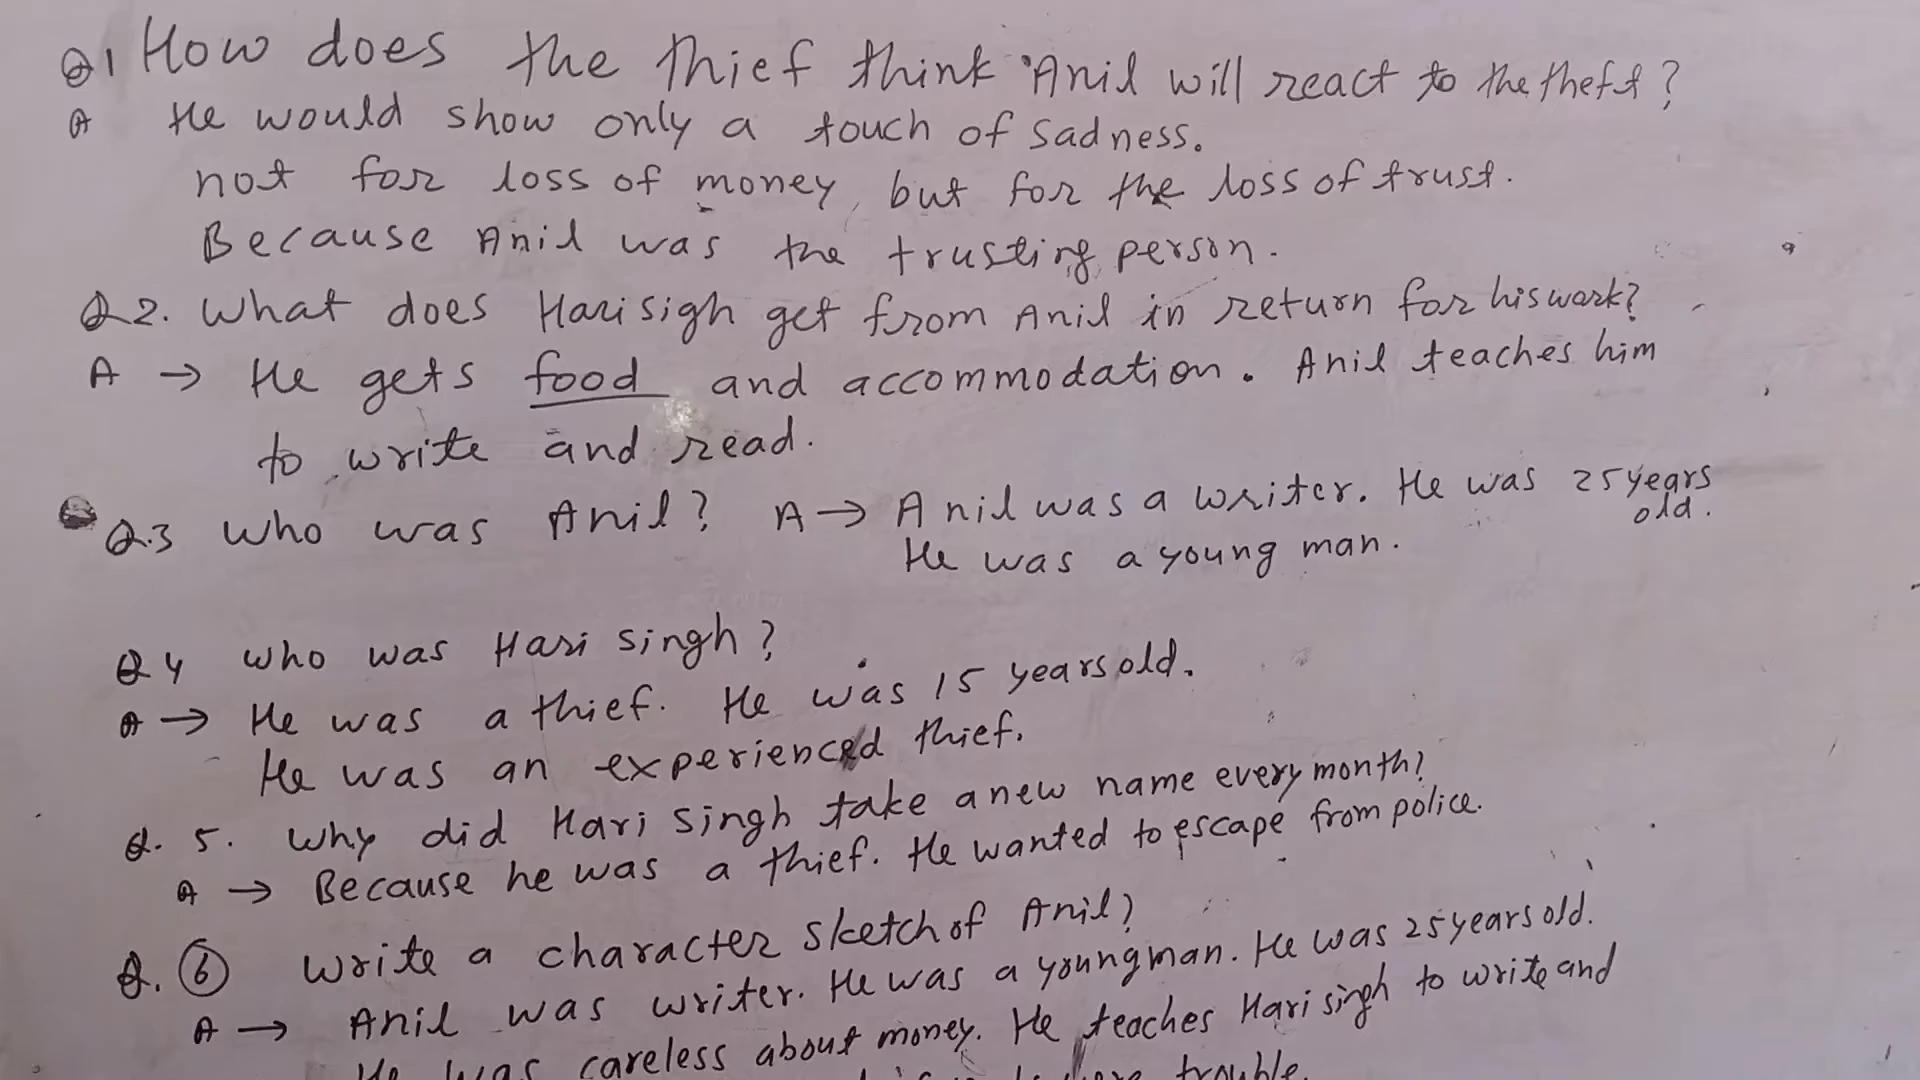 Q1 How does the thief think Anil will react to the theft?
A He would show only a touch of sadness.
not for loss of money, but for the loss of trust.
Because Anil was the trusting person.
Q2. What does Hari sigh get from Anil in return for his work?
A → He gets food and accommodation. Anil teaches him
to write and read.
Q.3 Who was Anil? A → Anil was a writer. He was 25 years
old.
He was a young man.
Q4 Who was Hari Singh?
A → He was a thief. He was 15 years old.
He was an experienced thief.
Q. 5. Why did Hari Singh take a new name every month?
A → Because he was a thief. He wanted to escape from police.
Q. 6 Write a character sketch of Anil?
A → Anil was writer. He was a young man. He was 25 years old.
He was careless about money. He teaches Hari singh to write and
trouble.